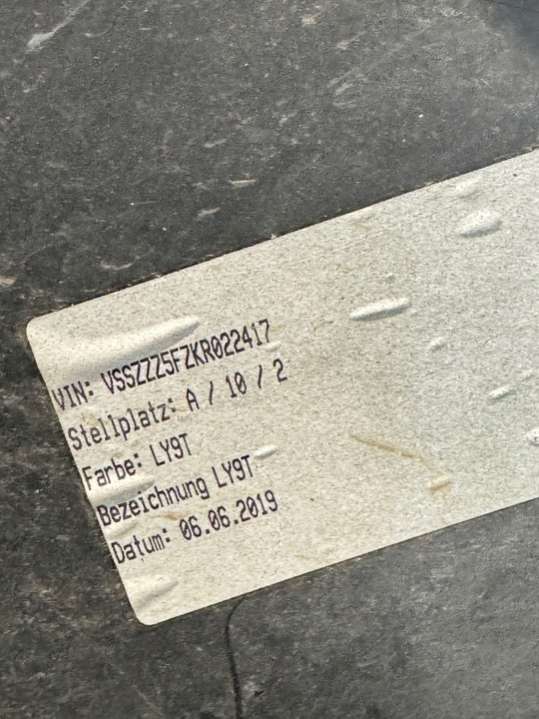 VIN: VSSZZZ5FZKR022417
Stellplatz: A / 10 / 2
Farbe: LY9T
Bezeichnung LY9T
Datum: 06.06.2019